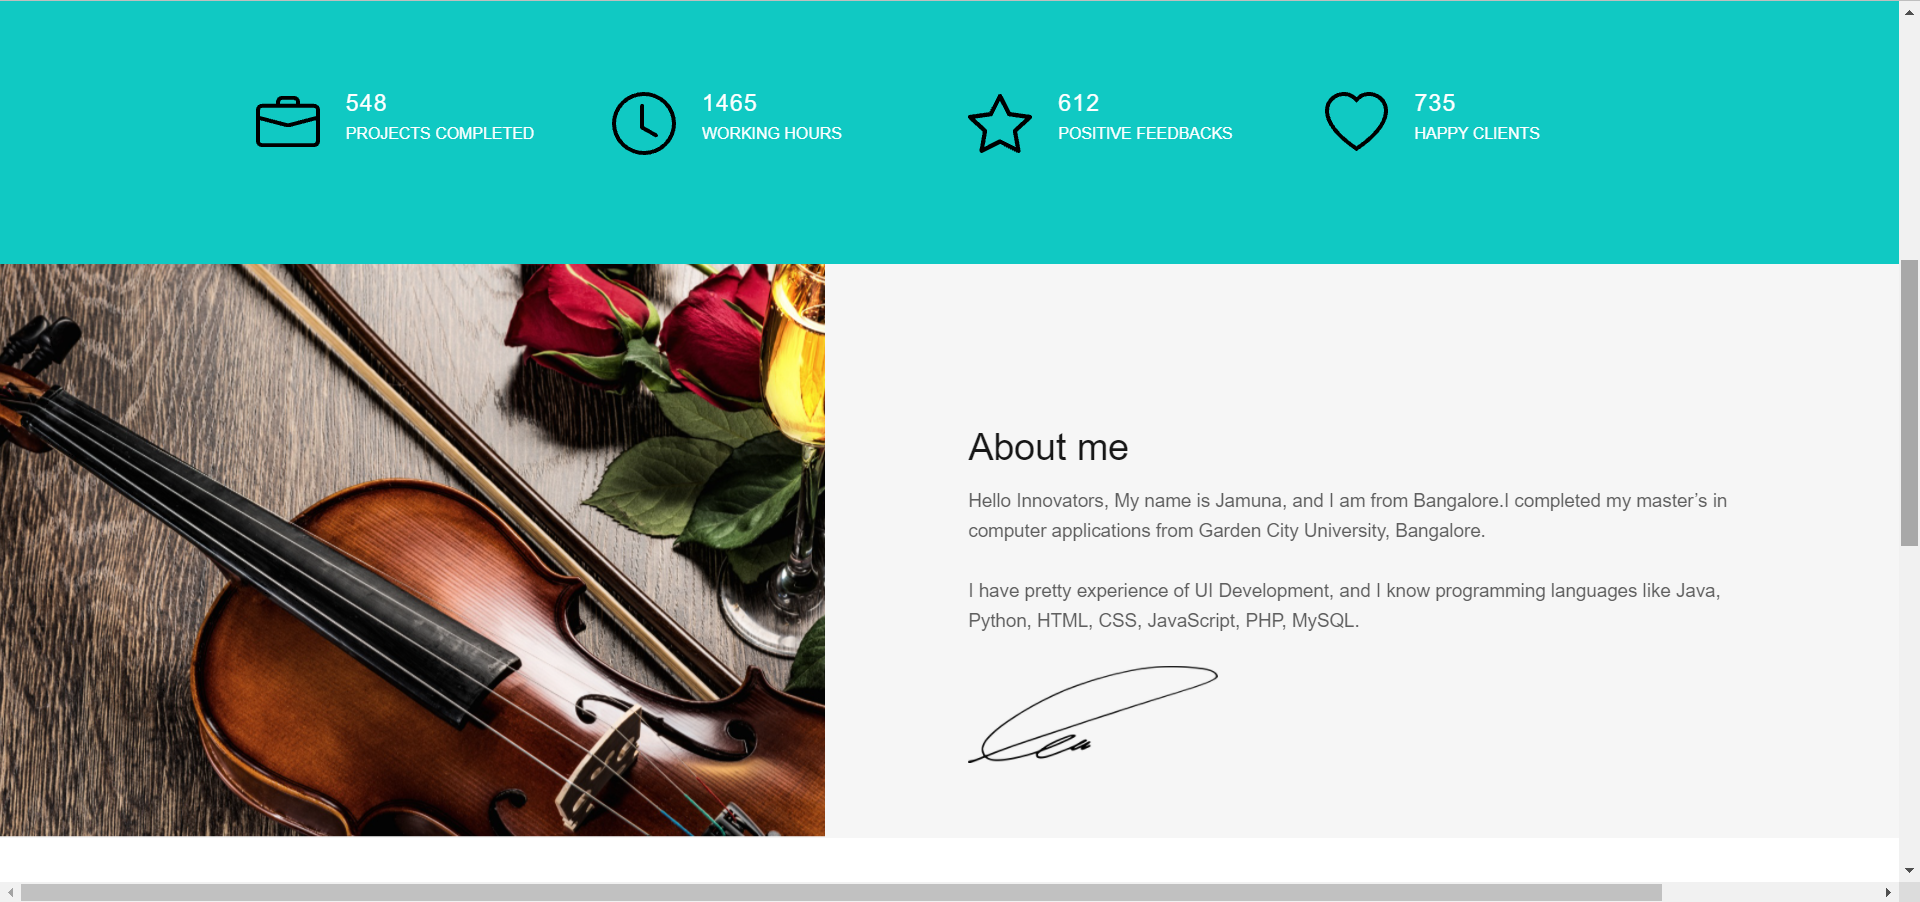 548
PROJECTS COMPLETED
1465
WORKING HOURS
612
POSITIVE FEEDBACKS
735
HAPPY CLIENTS
About me
Hello Innovators, My name is Jamuna, and I am from Bangalore.I completed my master’s in
computer applications from Garden City University, Bangalore.
I have pretty experience of UI Development, and I know programming languages like Java,
Python, HTML, CSS, JavaScript, PHP, MySQL.